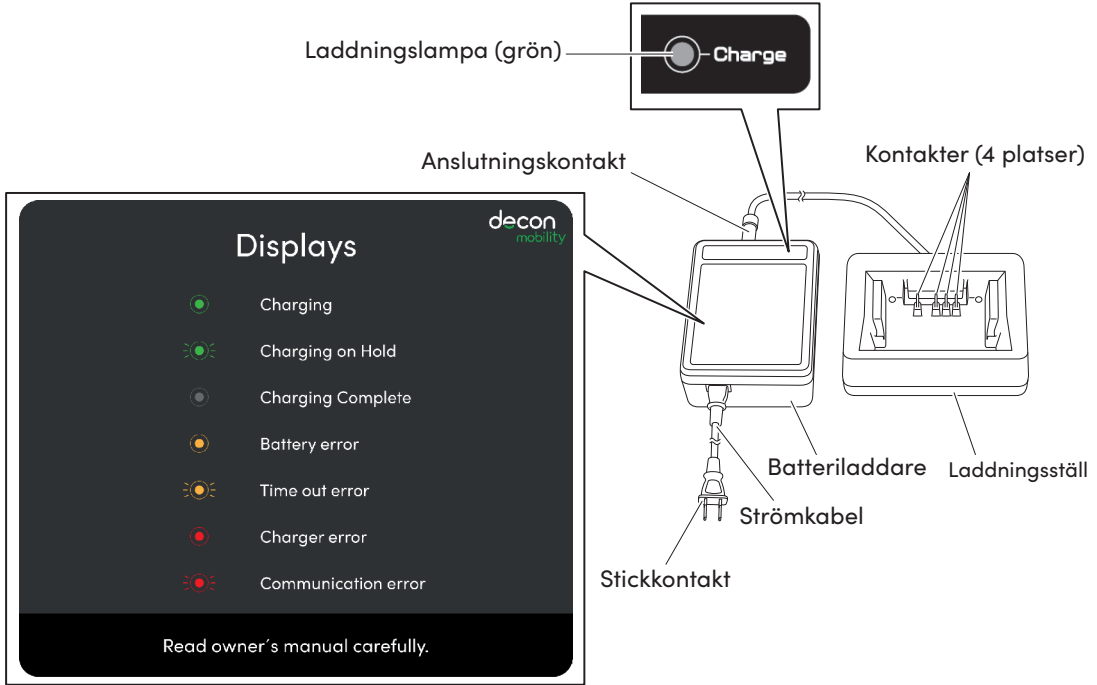 Laddningslampa (grön)
Charge
Anslutningskontakt
Kontakter (4 platser)
decon
mobility
Displays
Charging
Charging on Hold
Charging Complete
Battery error
Time out error
Charger error
Communication error
Read owner´s manual carefully.
Batteriladdare
Laddningsställ
Strömkabel
Stickkontakt